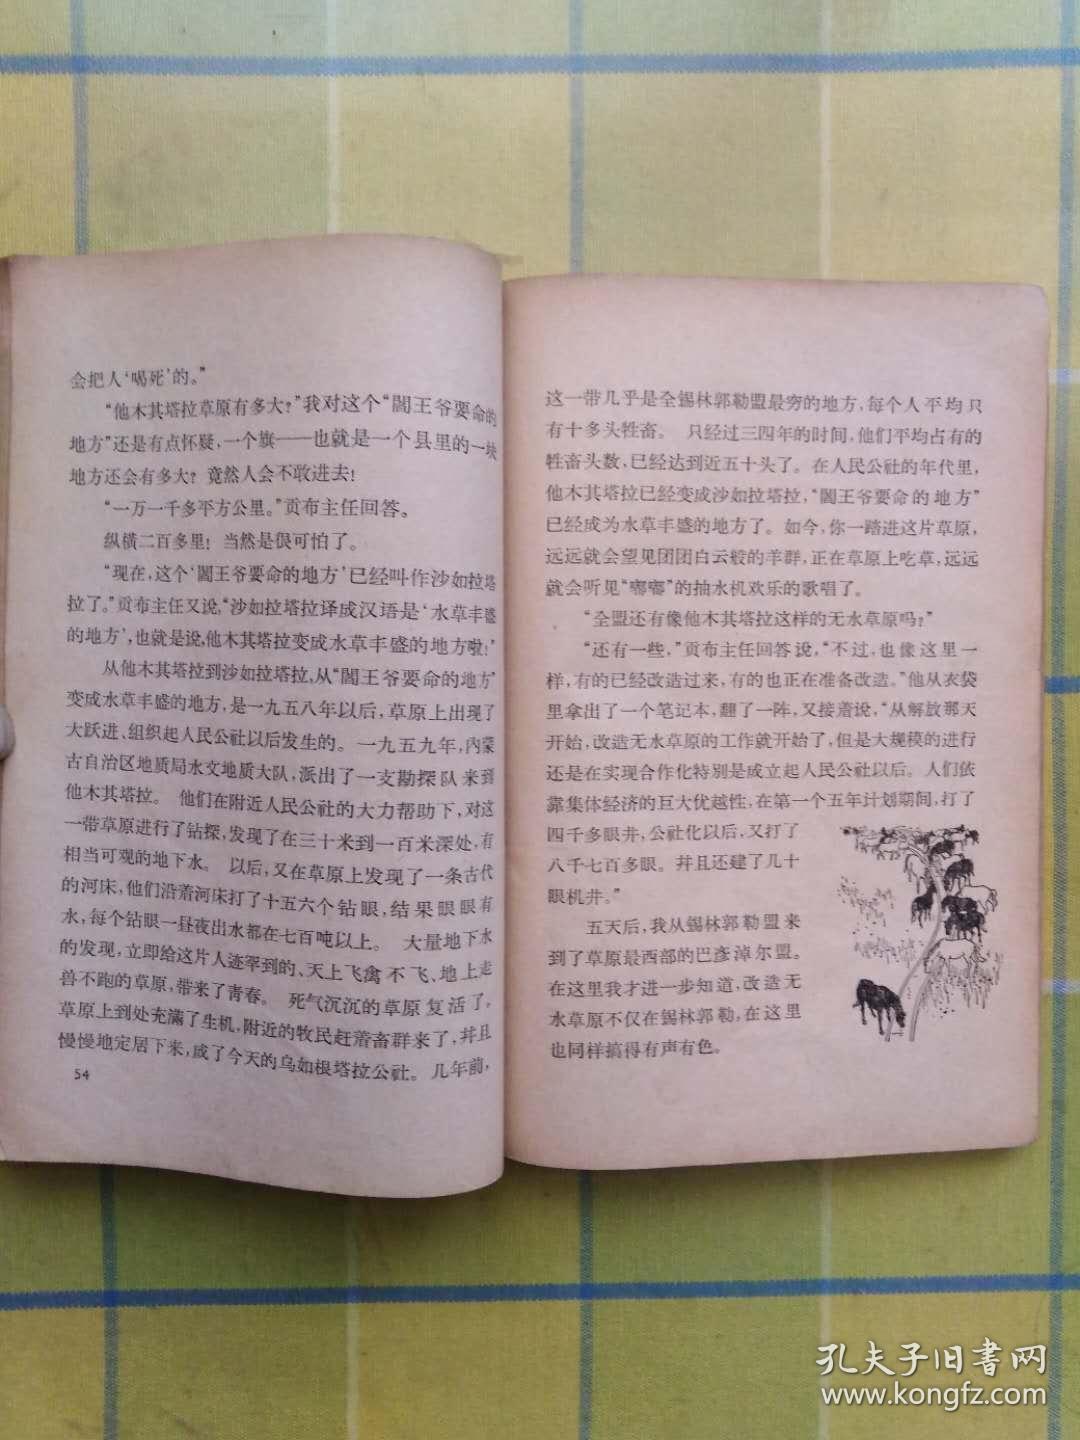 会把人‘喝死’的。”
“他木其塔拉草原有多大？”我对这个“閻王爷要命的
地方”还是有点怀疑，一个旗——也就是一个县里的一块
地方还会有多大？竟然人会不敢进去！
“一万一千多平方公里。”贡布主任回答。
纵横二百多里！当然是很可怕了。
“现在，这个‘閻王爷要命的地方’已经叫作沙如拉塔
拉了。”贡布主任又说，“沙如拉塔拉译成汉语是‘水草丰盛
的地方’，也就是说，他木其塔拉变成水草丰盛的地方啦！”
从他木其塔拉到沙如拉塔拉，从“閻王爷要命的地方”
变成水草丰盛的地方，是一九五八年以后，草原上出现了
大跃进、组织起人民公社以后发生的。一九五九年，内蒙
古自治区地质局水文地质大队，派出了一支勘探队来到
他木其塔拉。他们在附近人民公社的大力帮助下，对这
一带草原进行了钻探，发现了在三十米到一百米深处，有
相当可观的地下水。以后，又在草原上发现了一条古代
的河床，他们沿着河床打了十五六个钻眼，结果眼眼有
水，每个钻眼一昼夜出水都在七百吨以上。大量地下水
的发现，立即给这片人迹罕到的、天上飞禽不飞、地上走
兽不跑的草原，带来了青春。死气沉沉的草原复活了，
草原上到处充满了生机，附近的牧民赶着畜群来了，并且
慢慢地定居下来，成了今天的乌如根塔拉公社。几年前，
54
这一带几乎是全锡林郭勒盟最穷的地方，每个人平均只
有十多头牲畜。只经过三四年的时间，他们平均占有的
牲畜头数，已经达到近五十头了。在人民公社的年代里，
他木其塔拉已经变成沙如拉塔拉，“閻王爷要命的地方”
已经成为水草丰盛的地方了。如今，你一踏进这片草原，
远远就会望见团团白云般的羊群，正在草原上吃草，远远
就会听见“嘟嘟”的抽水机欢乐的歌唱了。
“全盟还有像他木其塔拉这样的无水草原吗？”
“还有一些，”贡布主任回答说，“不过，也像这里一
样，有的已经改造过来，有的也正在准备改造。”他从衣袋
里拿出了一个笔记本，翻了一阵，又接着说，“从解放那天
开始，改造无水草原的工作就开始了，但是大规模的进行
还是在实现合作化特别是成立起人民公社以后。人们依
靠集体经济的巨大优越性，在第一个五年计划期间，打了
四千多眼井，公社化以后，又打了
八千七百多眼。并且还建了几十
眼机井。”
五天后，我从锡林郭勒盟来
到了草原最西部的巴彦淖尔盟。
在这里我才进一步知道，改造无
水草原不仅在锡林郭勒，在这里
也同样搞得有声有色。
孔夫子旧書网
www.kongfz.com